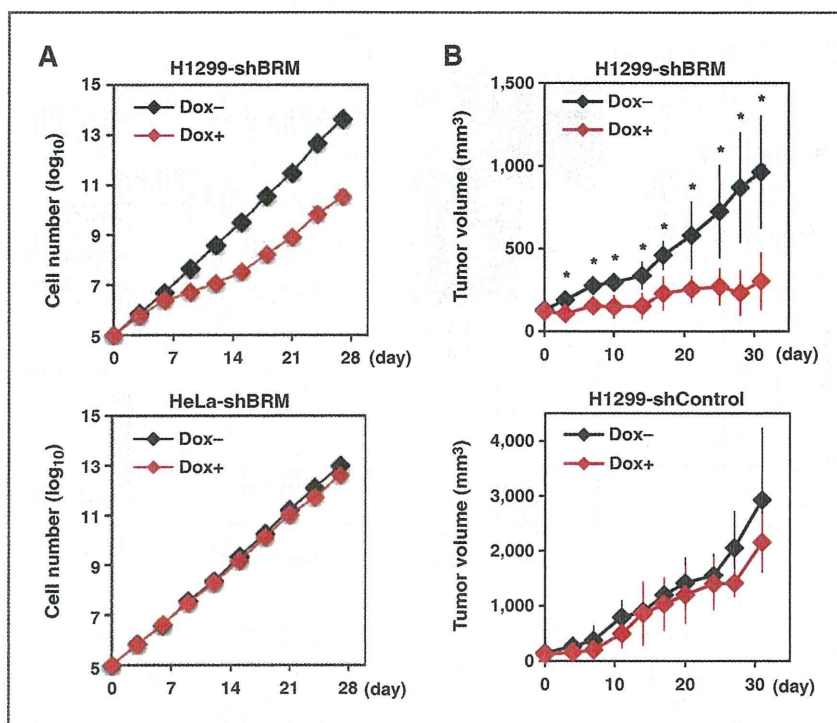 A
H1299-shBRM
Cell number (log10)
15
13
11
9
7
5
Dox–
Dox+
0 7 14 21 28 (day)
B
H1299-shBRM
Tumor volume (mm3)
1,500
1,000
500
0
Dox–
Dox+
* * * * * * * * *
0 10 20 30 (day)
HeLa-shBRM
Cell number (log10)
15
13
11
9
7
5
Dox–
Dox+
0 7 14 21 28 (day)
H1299-shControl
Tumor volume (mm3)
4,000
3,000
2,000
1,000
0
Dox–
Dox+
0 10 20 30 (day)